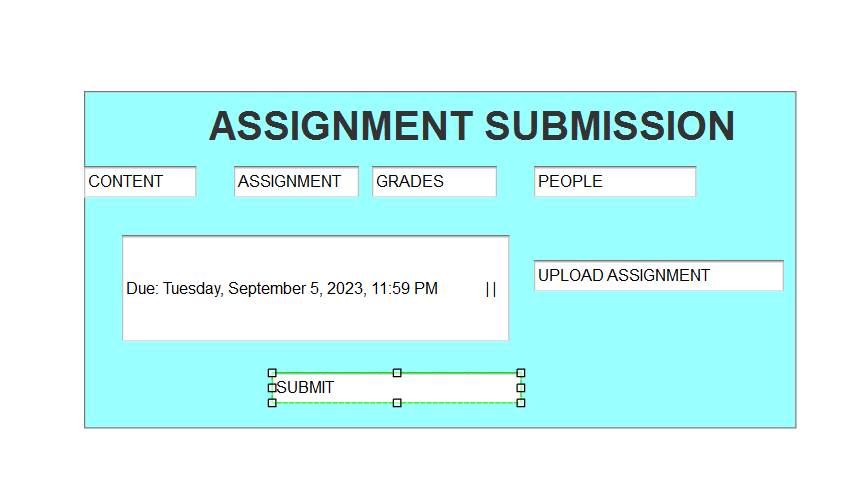 ASSIGNMENT SUBMISSION
CONTENT ASSIGNMENT GRADES PEOPLE
Due: Tuesday, September 5, 2023, 11:59 PM ||
UPLOAD ASSIGNMENT
SUBMIT